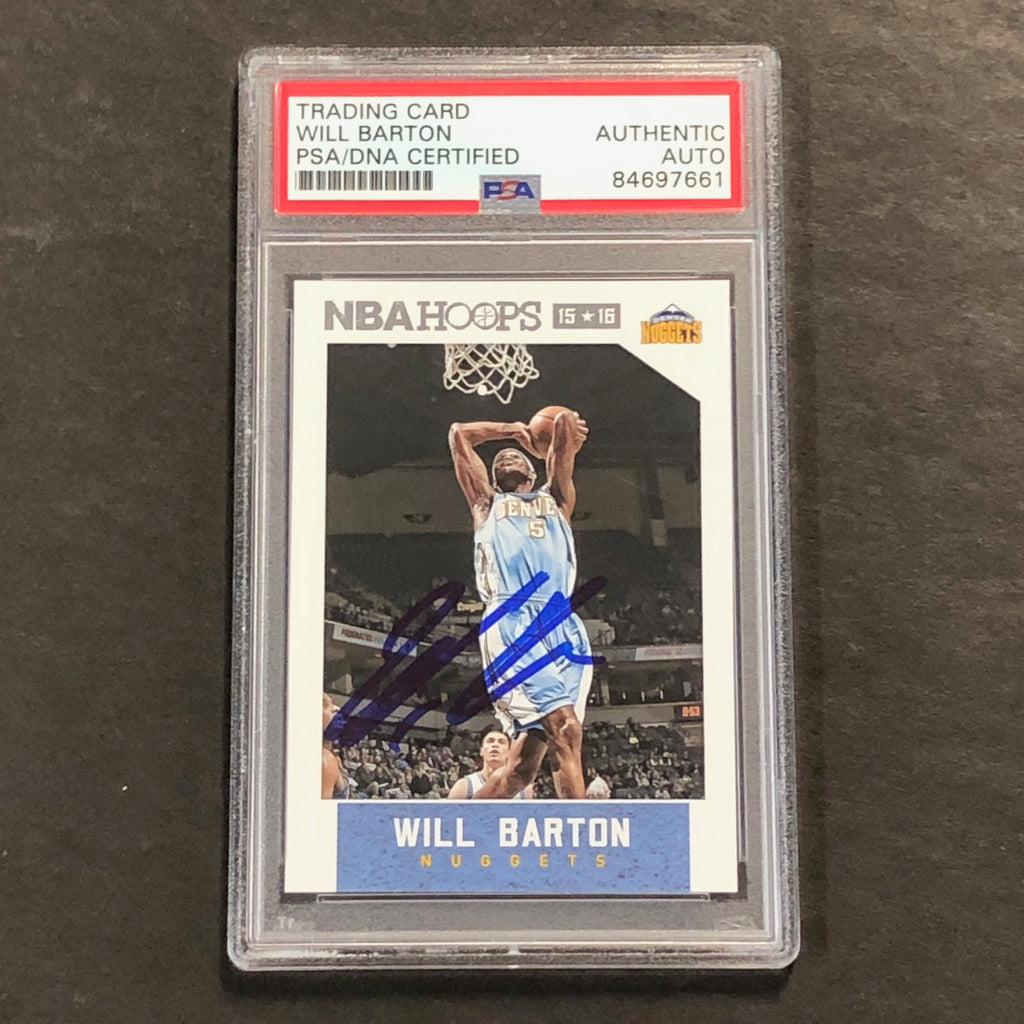 TRADING CARD
WILL BARTON
PSA/DNA CERTIFIED
AUTHENTIC
AUTO
84697661
PSA
NBA HOOPS 15★16
DENVER
NUGGETS
DENVE
5
WILL BARTON
NUGGETS